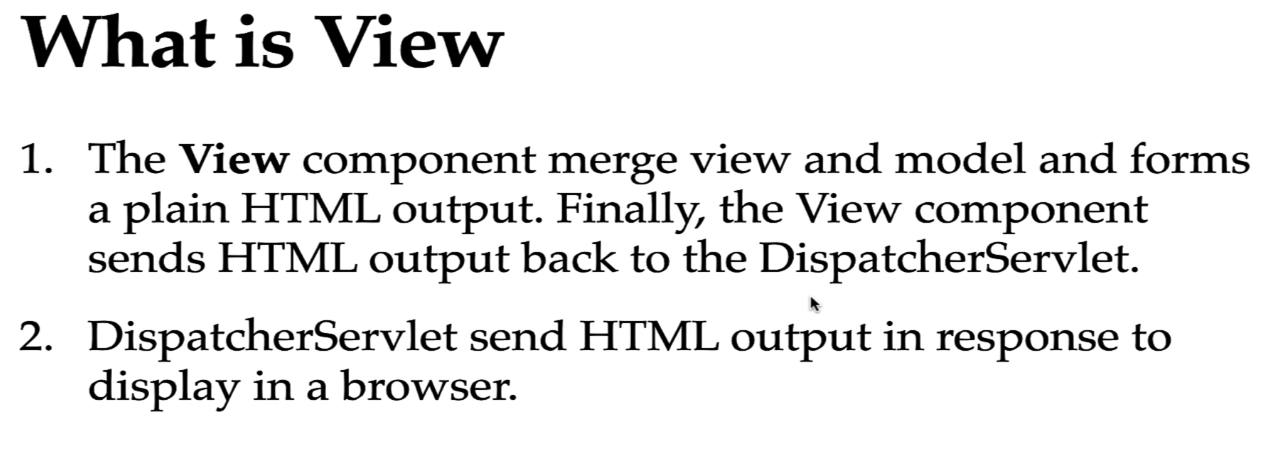 What is View
1. The View component merge view and model and forms
a plain HTML output. Finally, the View component
sends HTML output back to the DispatcherServlet.
2. DispatcherServlet send HTML output in response to
display in a browser.